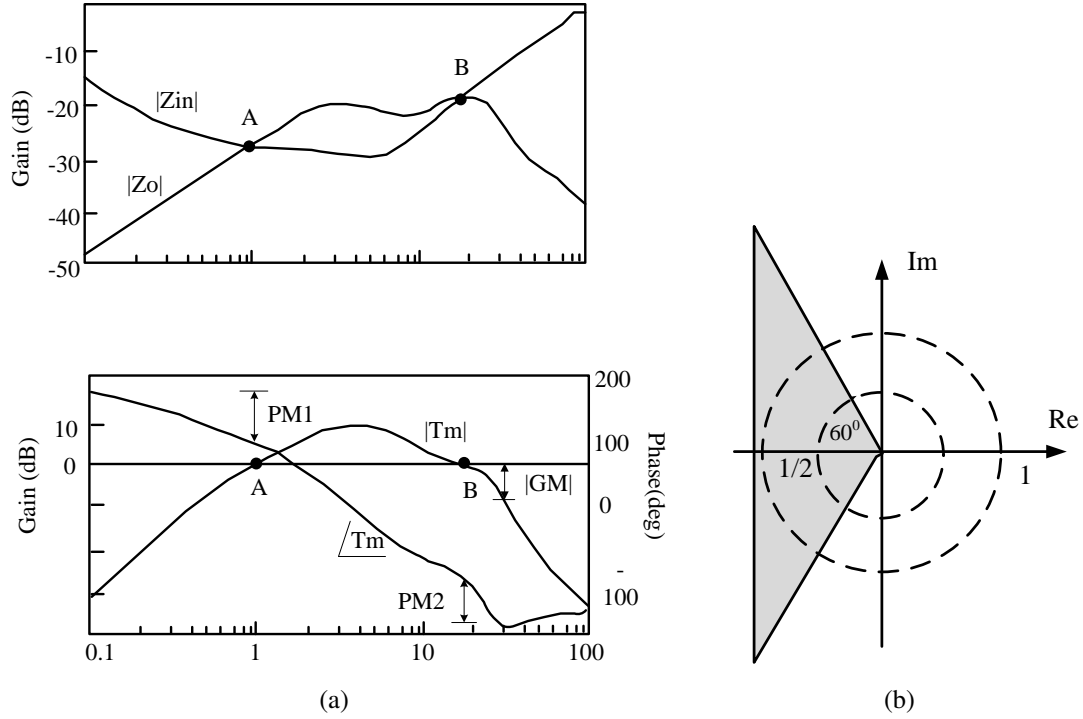 Gain (dB)
-10
-20
-30
-40
-50
|Zin|
A
B
|Zo|
Gain (dB)
10
0
PM1
|Tm|
A
B
|GM|
Tm
PM2
200
100
0
-
100
Phase(deg)
0.1
1
10
100
(a)
Im
Re
60⁰
1/2
1
(b)